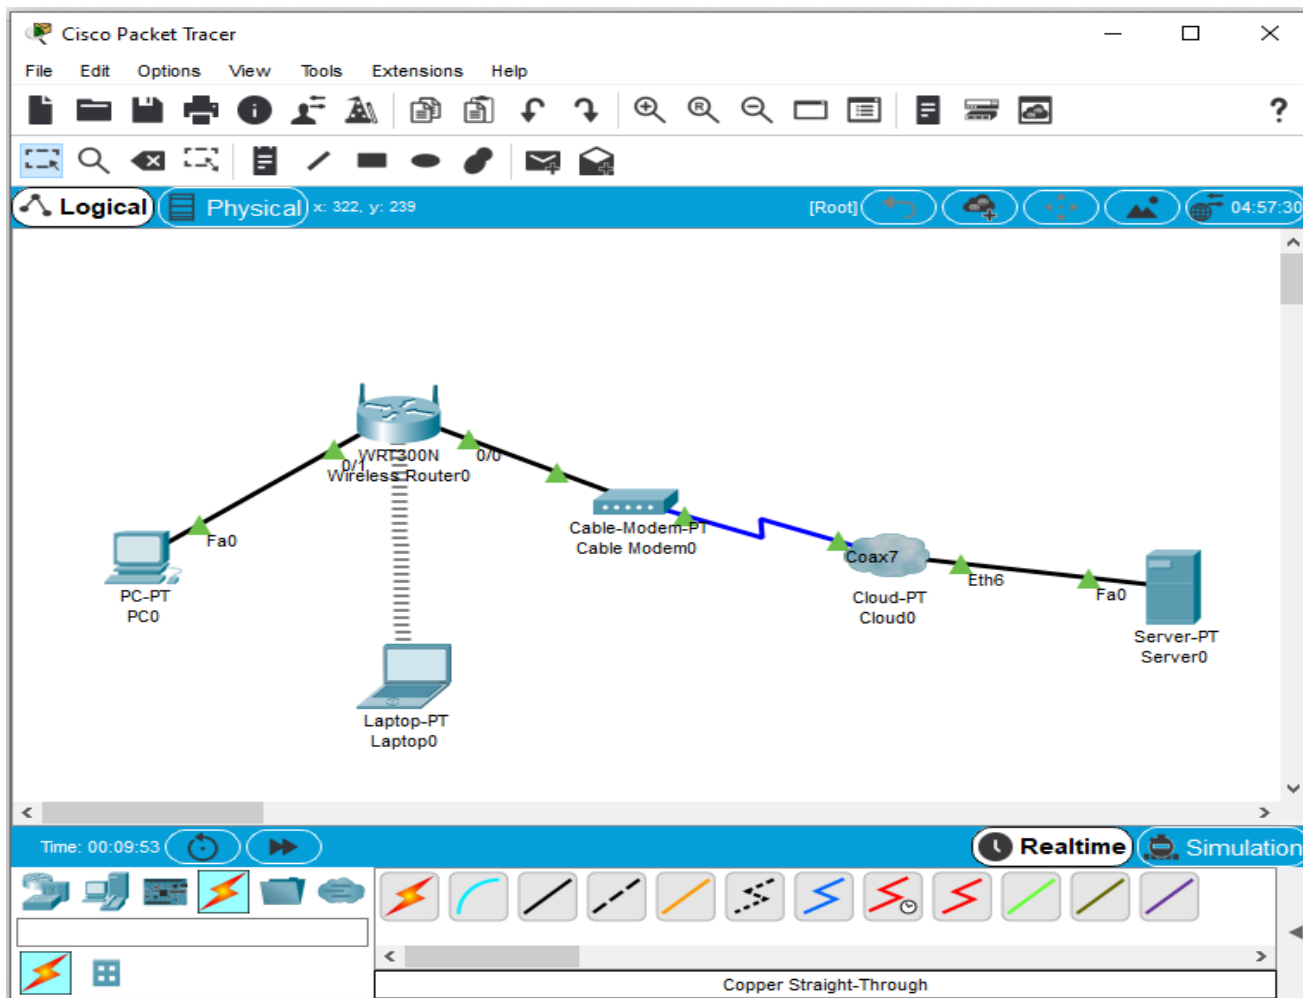 Cisco Packet Tracer
File Edit Options View Tools Extensions Help
?
Logical Physical x: 322, y: 239 [Root] 04:57:30
WRT300N
Wireless Router0
0/1
0/0
Fa0
PC-PT
PC0
Laptop-PT
Laptop0
Cable-Modem-PT
Cable Modem0
Coax7
Cloud-PT
Cloud0
Eth6
Fa0
Server-PT
Server0
Time: 00:09:53 Realtime Simulation
Copper Straight-Through